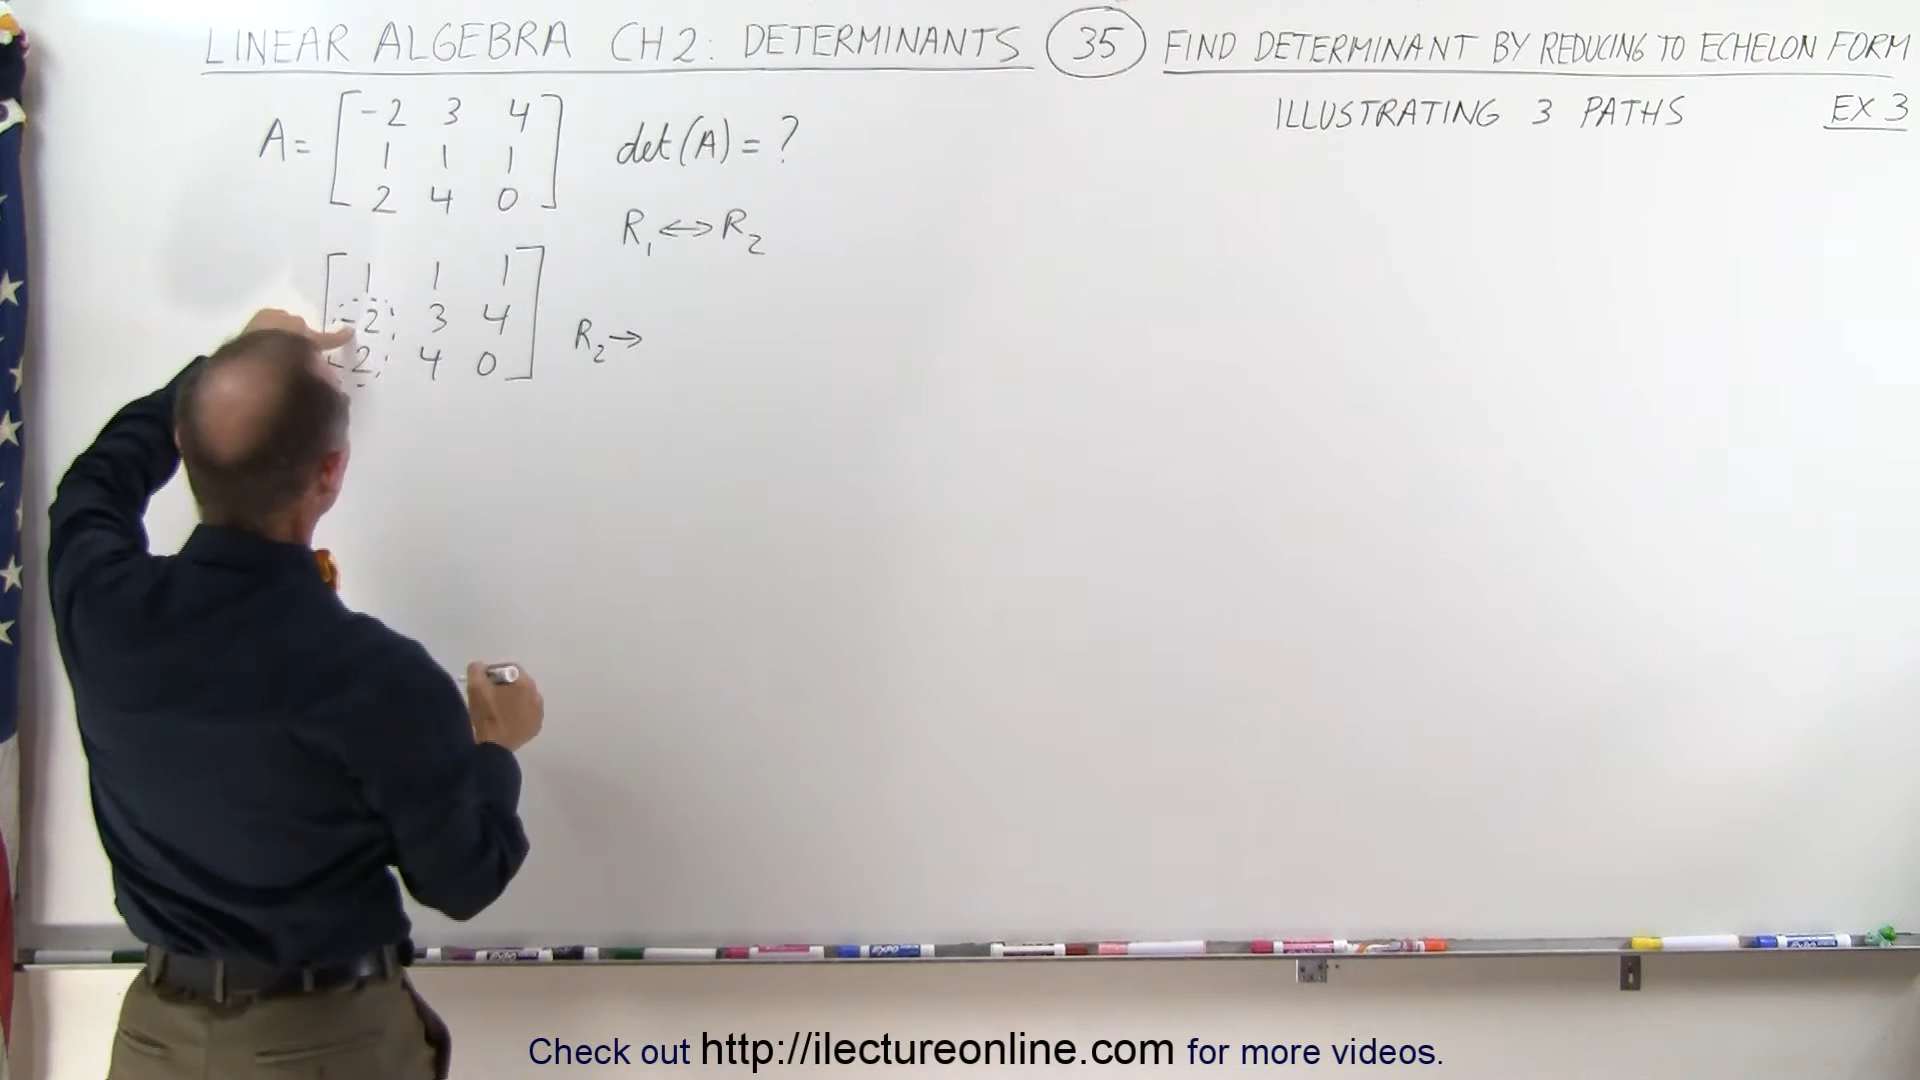 LINEAR ALGEBRA CH 2: DETERMINANTS 35 FIND DETERMINANT BY REDUCING TO ECHELON FORM
ILLUSTRATING 3 PATHS EX 3
A = [-2 3 4
1 1 1
2 4 0]
det(A) = ?
R₁ ↔ R₂
[1 1 1
-2 3 4
2 4 0]
R₂ →
Check out http://ilectureonline.com for more videos.